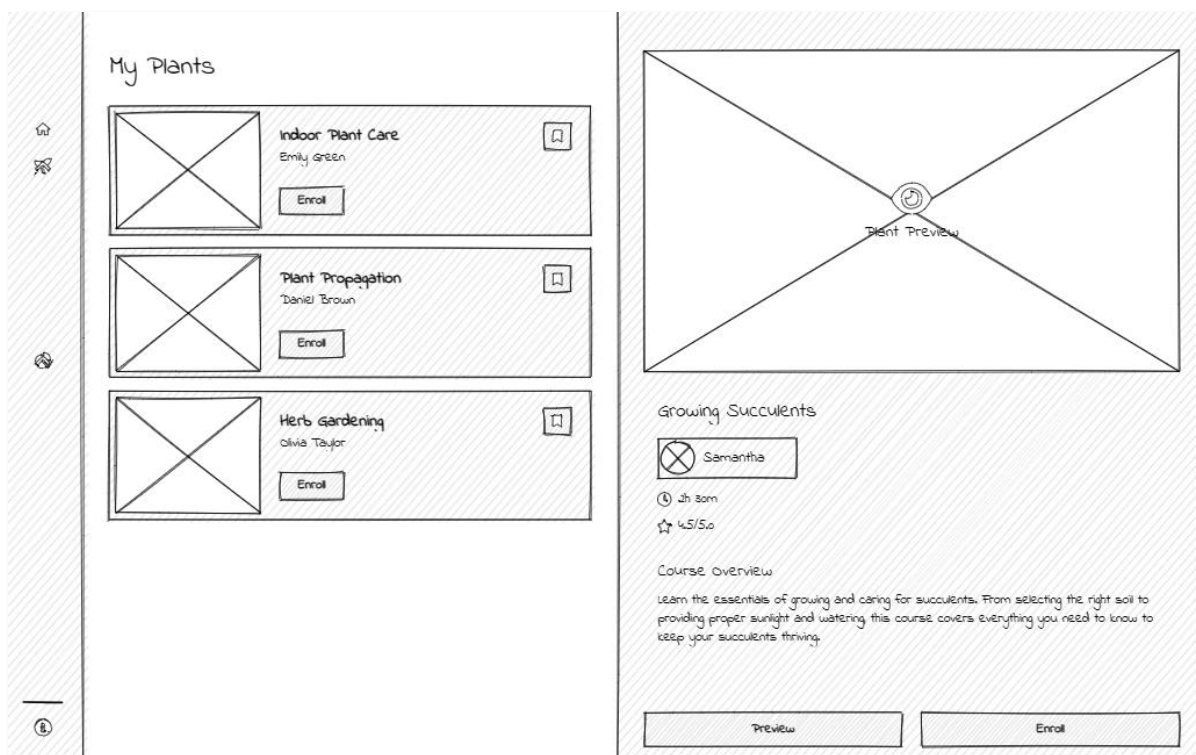 My Plants
Indoor Plant Care
Emily Green
Enroll
Plant Propagation
Daniel Brown
Enroll
Herb Gardening
Olivia Taylor
Enroll
Plant Preview
Growing Succulents
Samantha
2h 30m
4.5/5.0
Course Overview
Learn the essentials of growing and caring for succulents. From selecting the right soil to
providing proper sunlight and watering, this course covers everything you need to know to
keep your succulents thriving.
Preview
Enroll